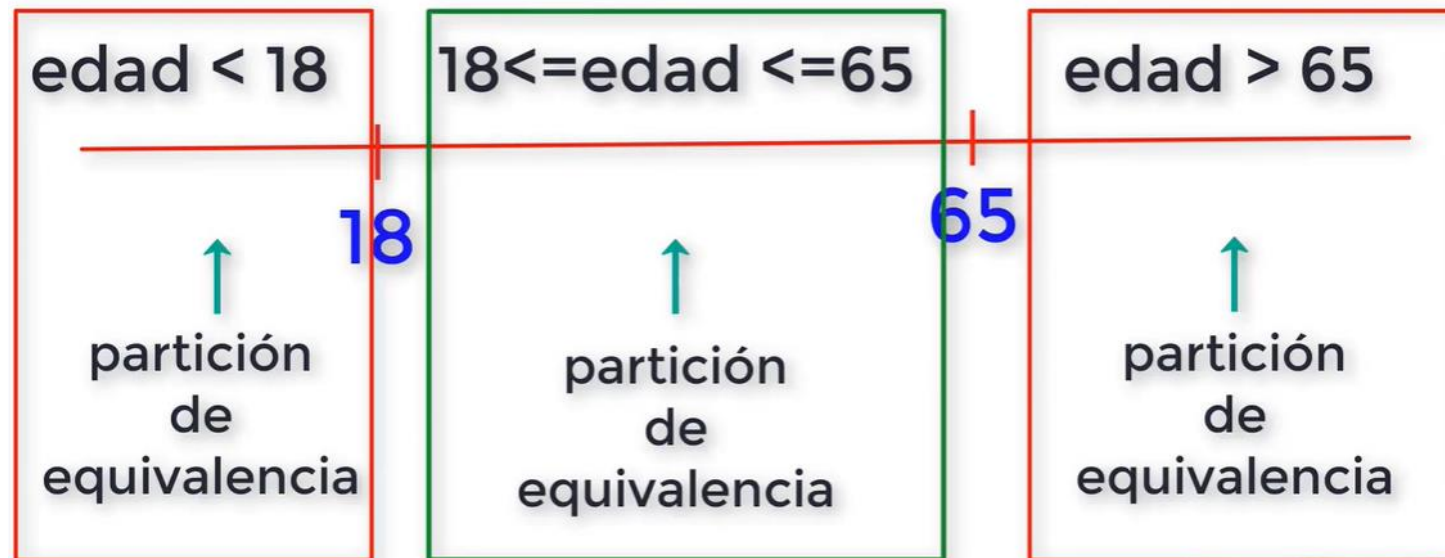 edad < 18
18<=edad <=65
edad > 65
18
65
partición
de
equivalencia
partición
de
equivalencia
partición
de
equivalencia